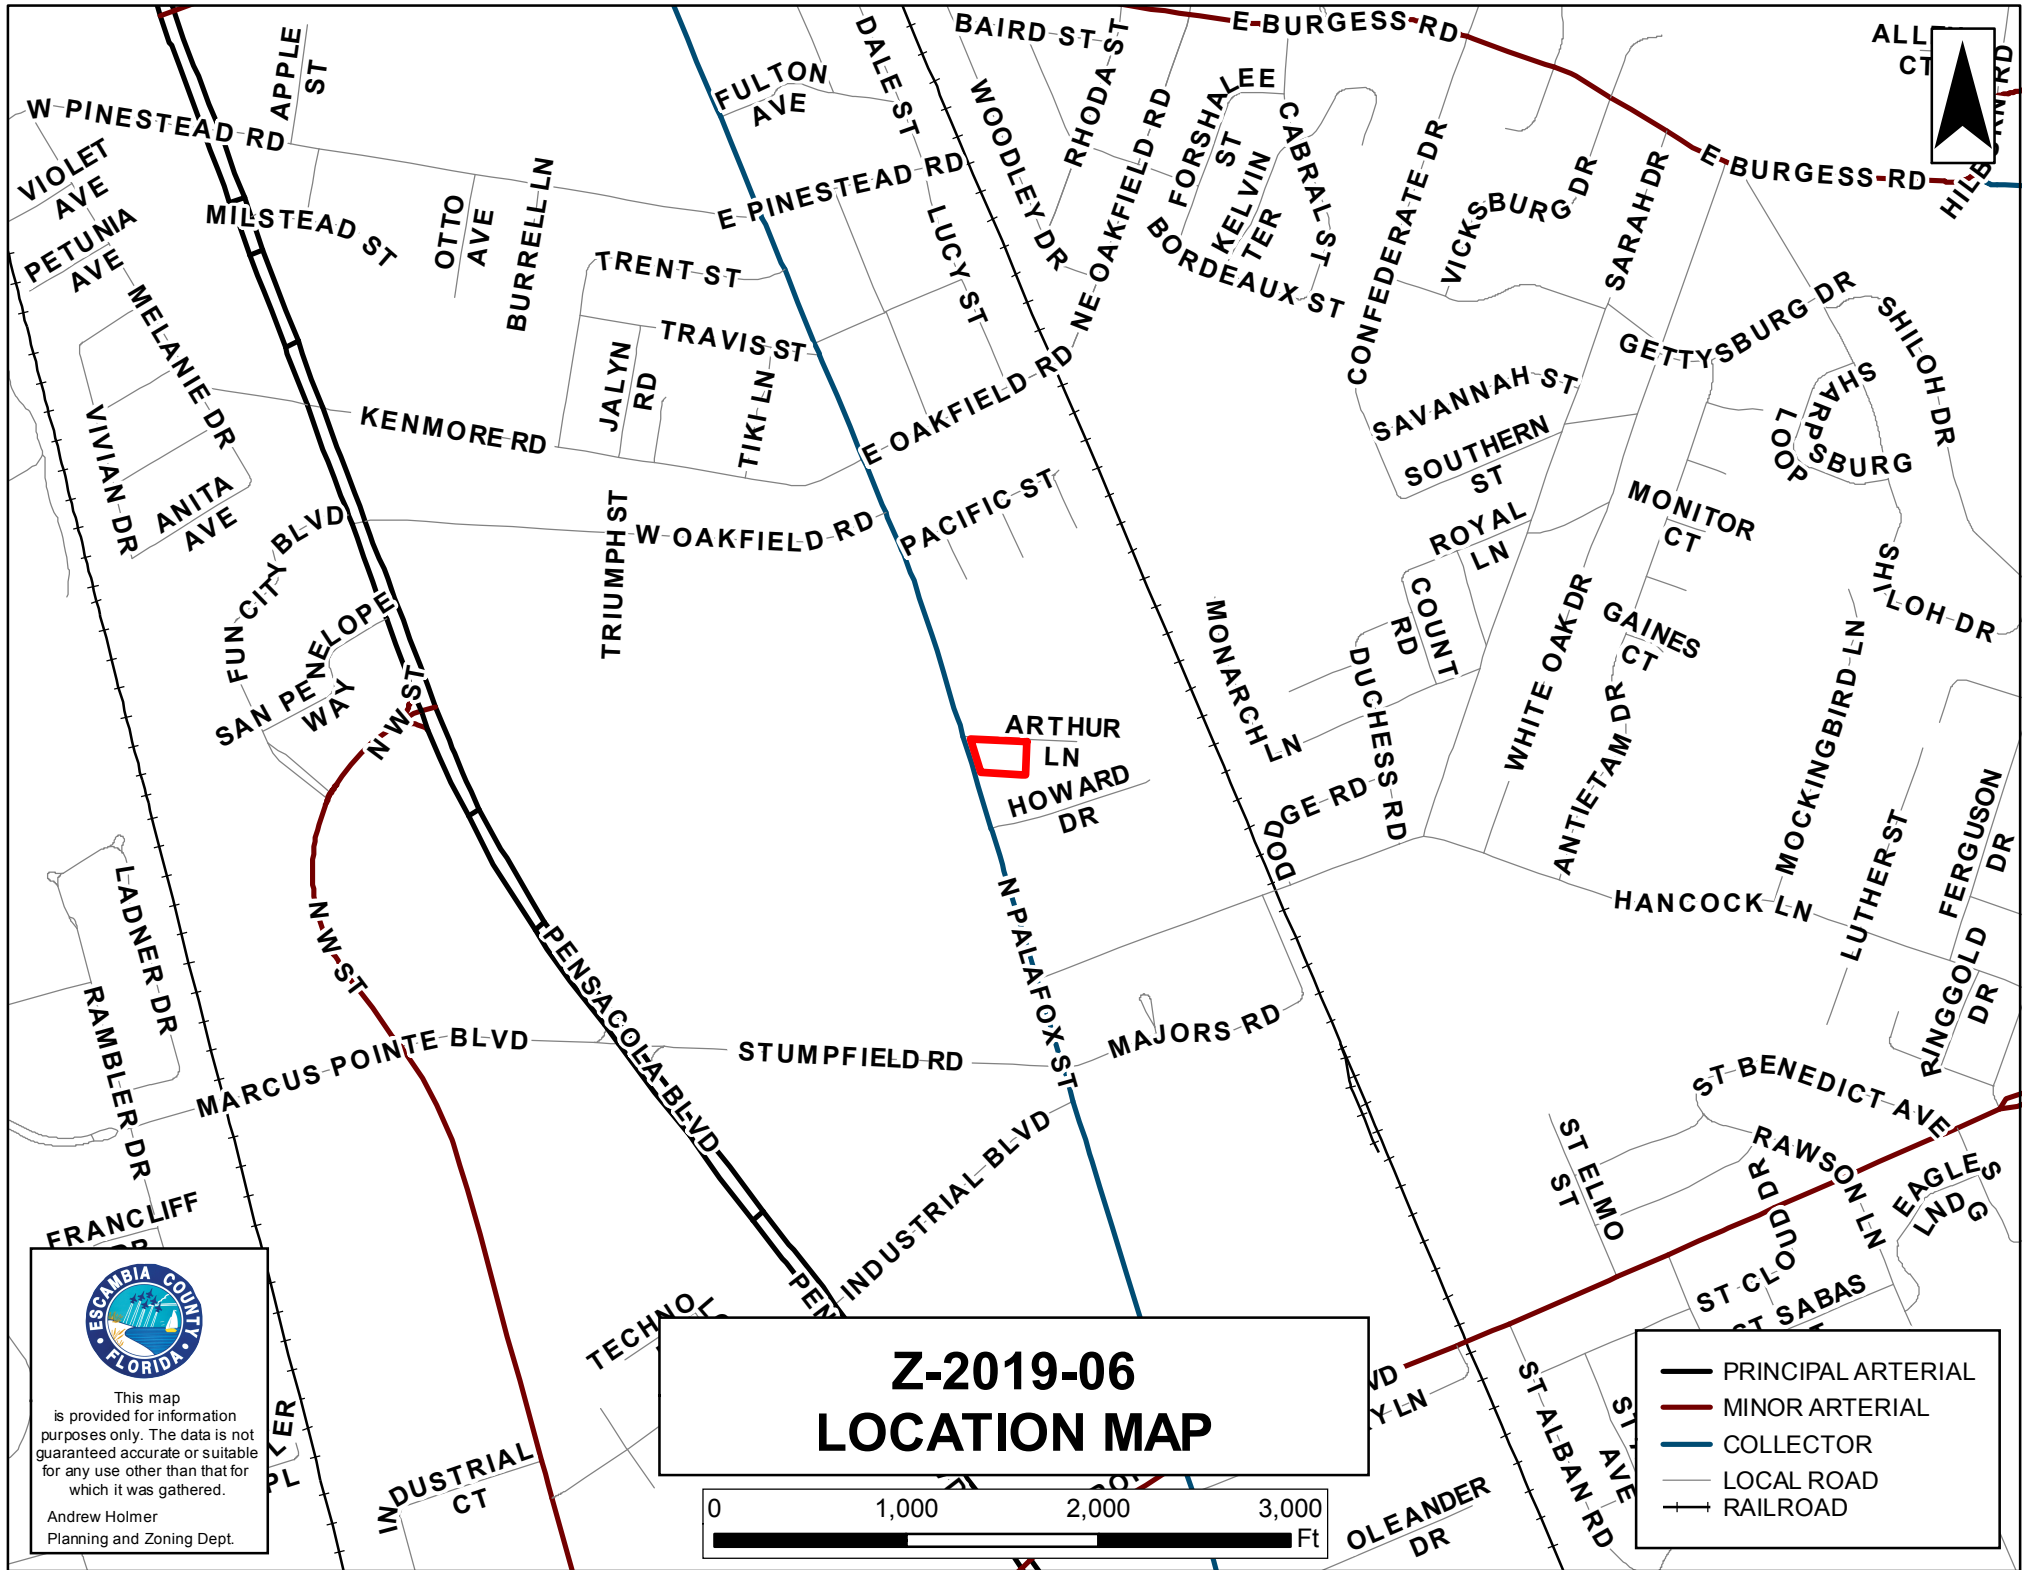 BAIRD ST
E BURGESS RD
APPLE
ST
DALE ST
RHODA ST
CT
FULTON
AVE
WOODLEY DR
NE OAKFIELD RD
FORSHALEE
ST
CABRAL ST
W PINESTEAD RD
KELVIN
TER
CONFEDERATE DR
VICKSBURG DR
SARAH DR
E BURGESS RD
VIOLET
AVE
E PINESTEAD RD
MILSTEAD ST
OTTO
AVE
BURRELL LN
LUCY ST
BORDEAUX ST
PETUNIA
AVE
TRENT ST
MELANIE DR
TRAVIS ST
GETTYSBURG DR
SHILOH DR
JALYN
RD
TIKI LN
KENMORE RD
E OAKFIELD RD
SAVANNAH ST
SHARPSBURG
LOOP
VIVIAN DR
SOUTHERN
ST
ANITA
AVE
FUN CITY BLVD
TRIUMPH ST
W OAKFIELD RD
PACIFIC ST
ROYAL
LN
MONITOR
CT
SHILOH DR
COUNT
RD
WHITE OAK DR
GAINES
CT
SAN PENELOPE
WAY
MONARCH LN
DUCHESS RD
ANTIETAM DR
MOCKINGBIRD LN
N W ST
ARTHUR
LN
HOWARD
DR
DODGE RD
LUTHER ST
FERGUSON
DR
LADNER DR
N W ST
PENSACOLA BLVD
N PALAFOX ST
HANCOCK LN
RINGGOLD
DR
RAMBLER DR
MARCUS POINTE BLVD
STUMPFIELD RD
MAJORS RD
ST BENEDICT AVE
INDUSTRIAL BLVD
ST ELMO
ST
RAWSON LN
EAGLES
LNDG
ST CLOUD DR
FRANCLIFF
ST SABAS
ESCAMBIA COUNTY
FLORIDA
This map
is provided for information
purposes only. The data is not
guaranteed accurate or suitable
for any use other than that for
which it was gathered.
Andrew Holmer
Planning and Zoning Dept.
PL
INDUSTRIAL
CT
Z-2019-06
LOCATION MAP
0 1,000 2,000 3,000
Ft
ST ALBAN RD
AVE
OLEANDER
DR
PRINCIPAL ARTERIAL
MINOR ARTERIAL
COLLECTOR
LOCAL ROAD
RAILROAD